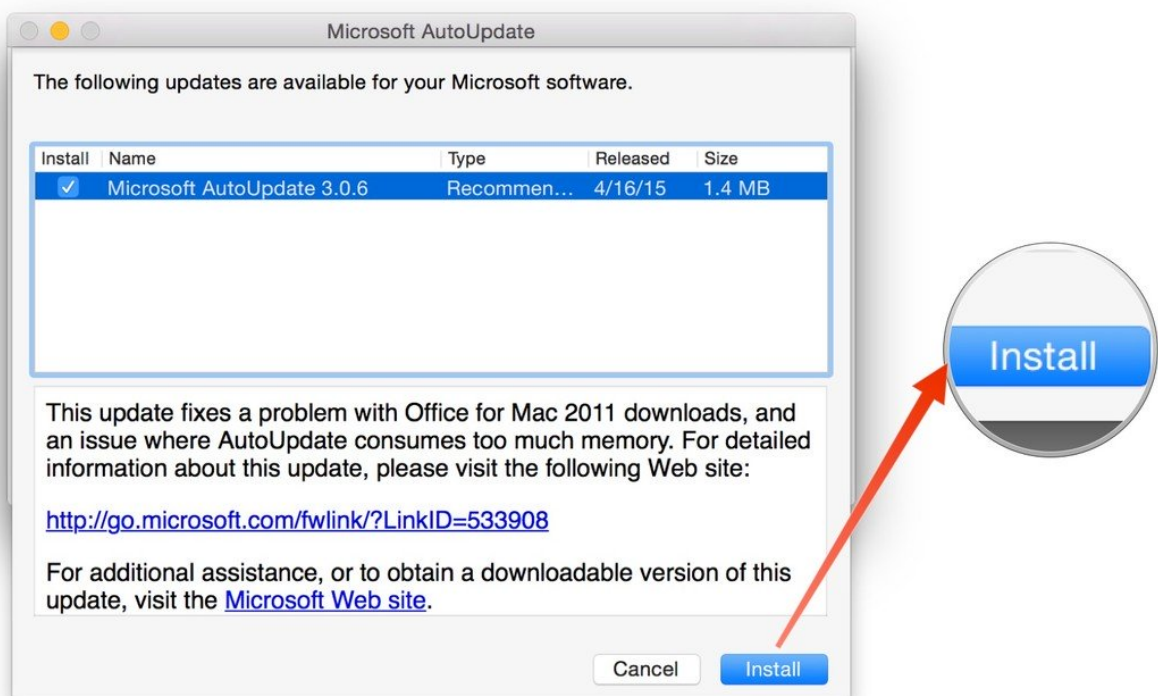 Microsoft AutoUpdate
The following updates are available for your Microsoft software.
Install Name Type Released Size
Microsoft AutoUpdate 3.0.6 Recommen... 4/16/15 1.4 MB
This update fixes a problem with Office for Mac 2011 downloads, and
an issue where AutoUpdate consumes too much memory. For detailed
information about this update, please visit the following Web site:
http://go.microsoft.com/fwlink/?LinkID=533908
For additional assistance, or to obtain a downloadable version of this
update, visit the Microsoft Web site.
Cancel Install
Install